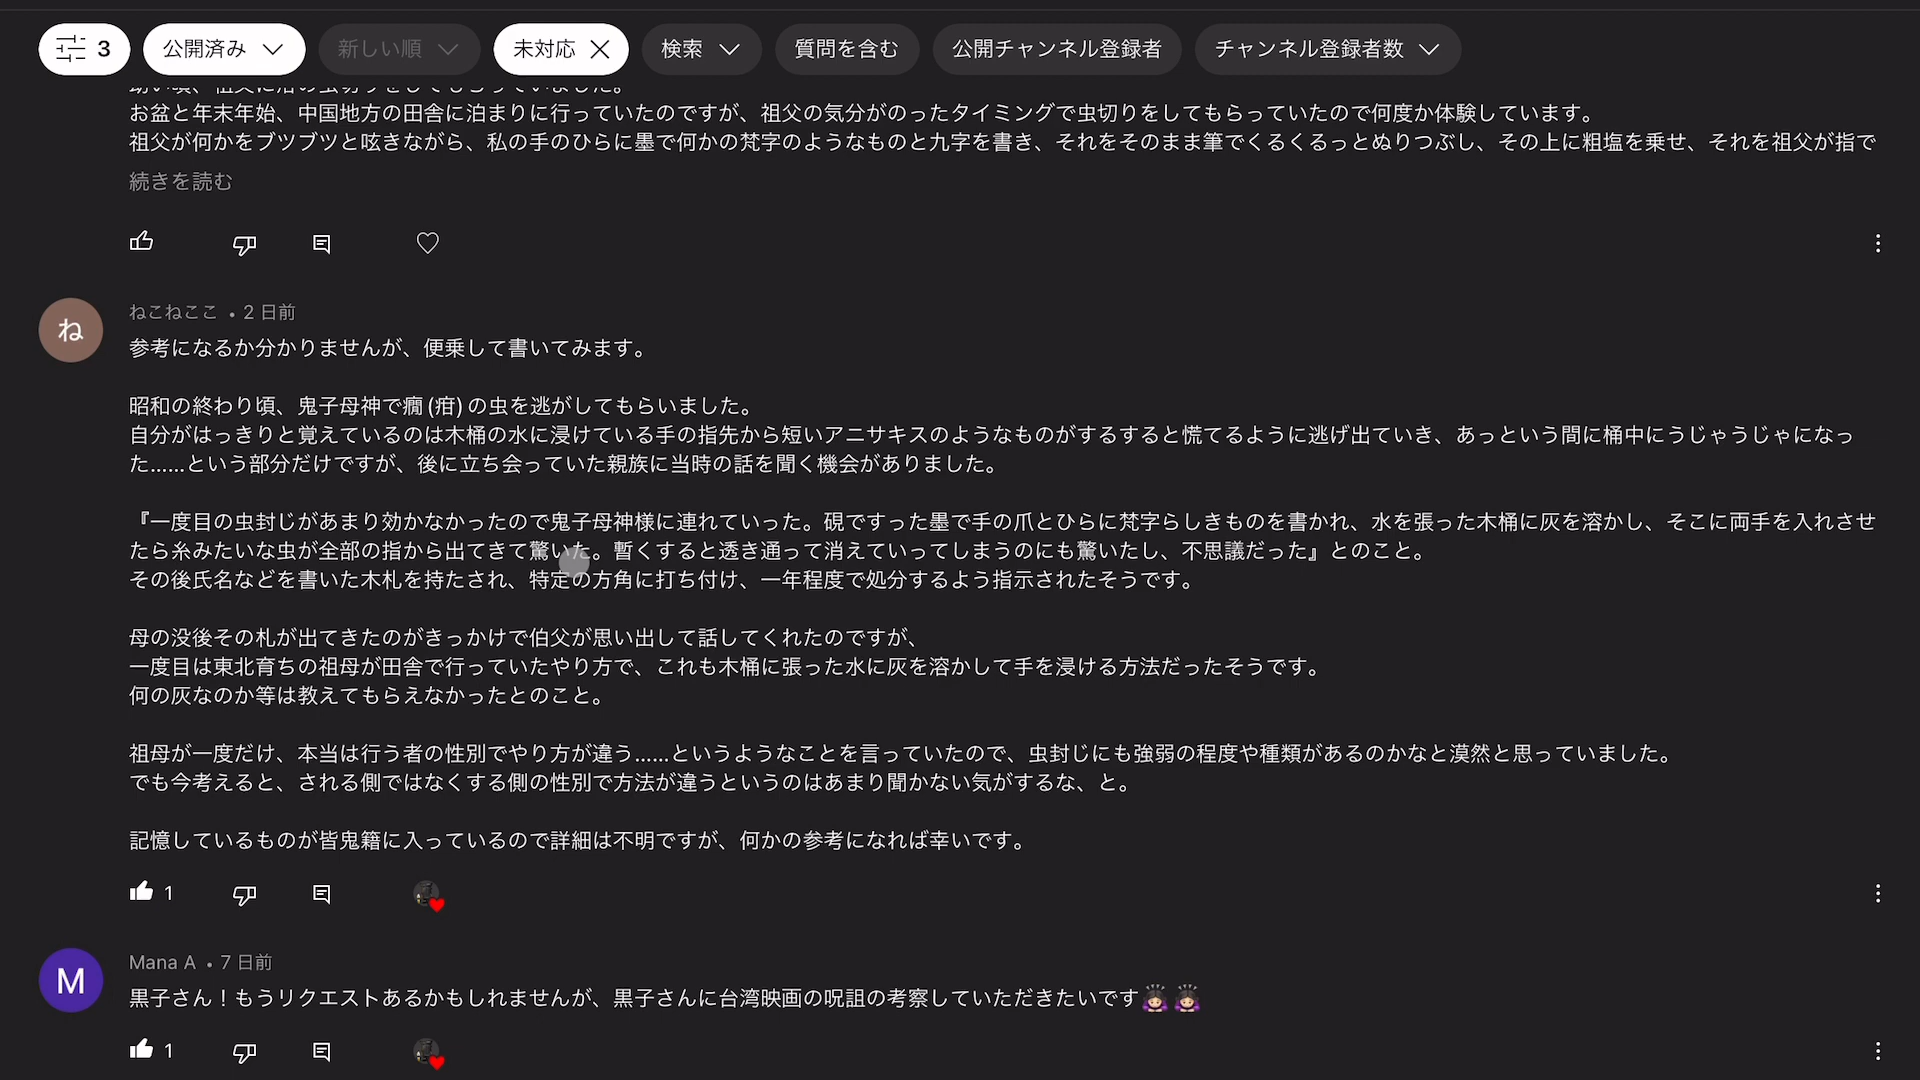 3
公開済み
新しい順
未対応
検索
質問を含む
公開チャンネル登録者
チャンネル登録者数
お盆と年末年始、中国地方の田舎に泊まりに行っていたのですが、祖父の気分がのったタイミングで虫切りをしてもらっていたので何度か体験しています。
祖父が何かをブツブツと呟きながら、私の手のひらに墨で何かの梵字のようなものと九字を書き、それをそのまま筆でくるくるっとぬりつぶし、その上に粗塩を乗せ、それを祖父が指で
続きを読む
ね
ねこねここ • 2 日前
参考になるか分かりませんが、便乗して書いてみます。
昭和の終わり頃、鬼子母神で癇(疳)の虫を逃がしてもらいました。
自分がはっきりと覚えているのは木桶の水に浸けている手の指先から短いアニサキスのようなものがするすると慌てるように逃げ出ていき、あっという間に桶中にうじゃうじゃになっ
た……という部分だけですが、後に立ち会っていた親族に当時の話を聞く機会がありました。
『一度目の虫封じがあまり効かなかったので鬼子母神様に連れていった。硯ですった墨で手の爪とひらに梵字らしきものを書かれ、水を張った木桶に灰を溶かし、そこに両手を入れさせ
たら糸みたいな虫が全部の指から出てきて驚いた。暫くすると透き通って消えていってしまうのにも驚いたし、不思議だった』とのこと。
その後氏名などを書いた木札を持たされ、特定の方角に打ち付け、一年程度で処分するよう指示されたそうです。
母の没後その札が出てきたのがきっかけで伯父が思い出して話してくれたのですが、
一度目は東北育ちの祖母が田舎で行っていたやり方で、これも木桶に張った水に灰を溶かして手を浸ける方法だったそうです。
何の灰なのか等は教えてもらえなかったとのこと。
祖母が一度だけ、本当は行う者の性別でやり方が違う……というようなことを言っていたので、虫封じにも強弱の程度や種類があるのかなと漠然と思っていました。
でも今考えると、される側ではなくする側の性別で方法が違うというのはあまり聞かない気がするな、と。
記憶しているものが皆鬼籍に入っているので詳細は不明ですが、何かの参考になれば幸いです。
1
M
Mana A • 7 日前
黒子さん！もうリクエストあるかもしれませんが、黒子さんに台湾映画の呪詛の考察していただきたいです🙇🏻‍♀️🙇🏻‍♀️
1